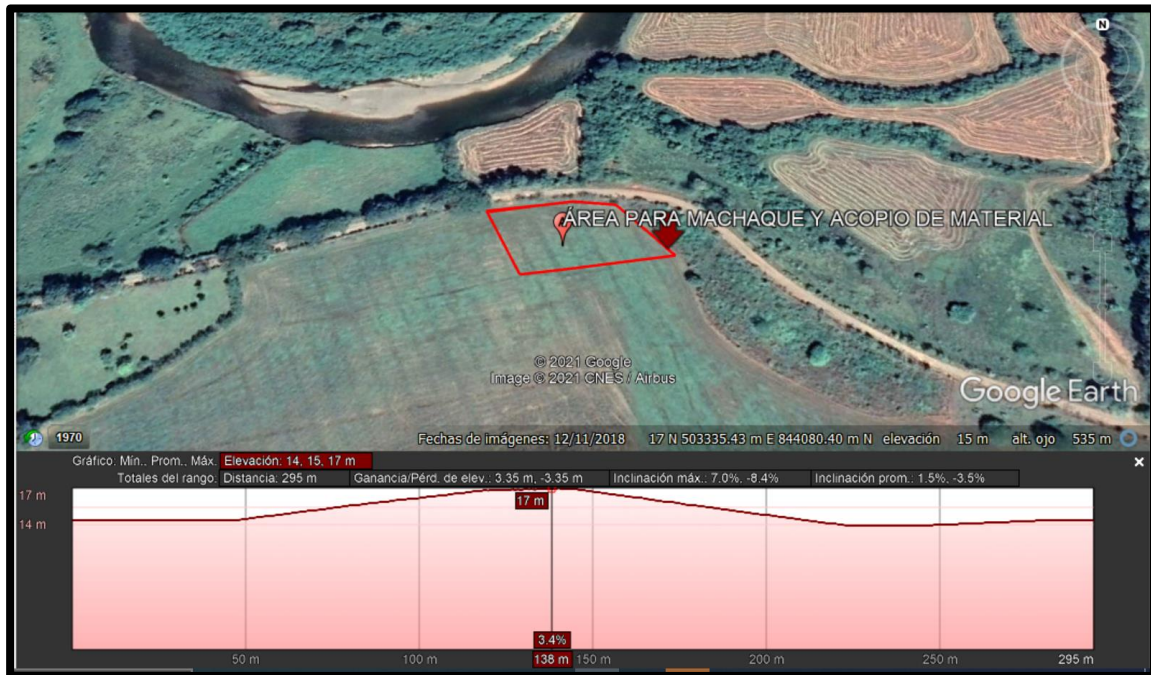 N
ÁREA PARA MACHAQUE Y ACOPIO DE MATERIAL
© 2021 Google
Image © 2021 CNES / Airbus
Google Earth
1970
Fechas de imágenes: 12/11/2018 17 N 503335.43 m E 844080.40 m N elevación 15 m alt. ojo 535 m
Gráfico: Mín., Prom., Máx. Elevación: 14, 15, 17 m
Totales del rango: Distancia: 295 m Ganancia/Pérd. de elev.: 3.35 m, -3.35 m Inclinación máx.: 7.0%, -8.4% Inclinación prom.: 1.5%, -3.5%
17 m
17 m
14 m
3.4%
50 m 100 m 138 m 150 m 200 m 250 m 295 m